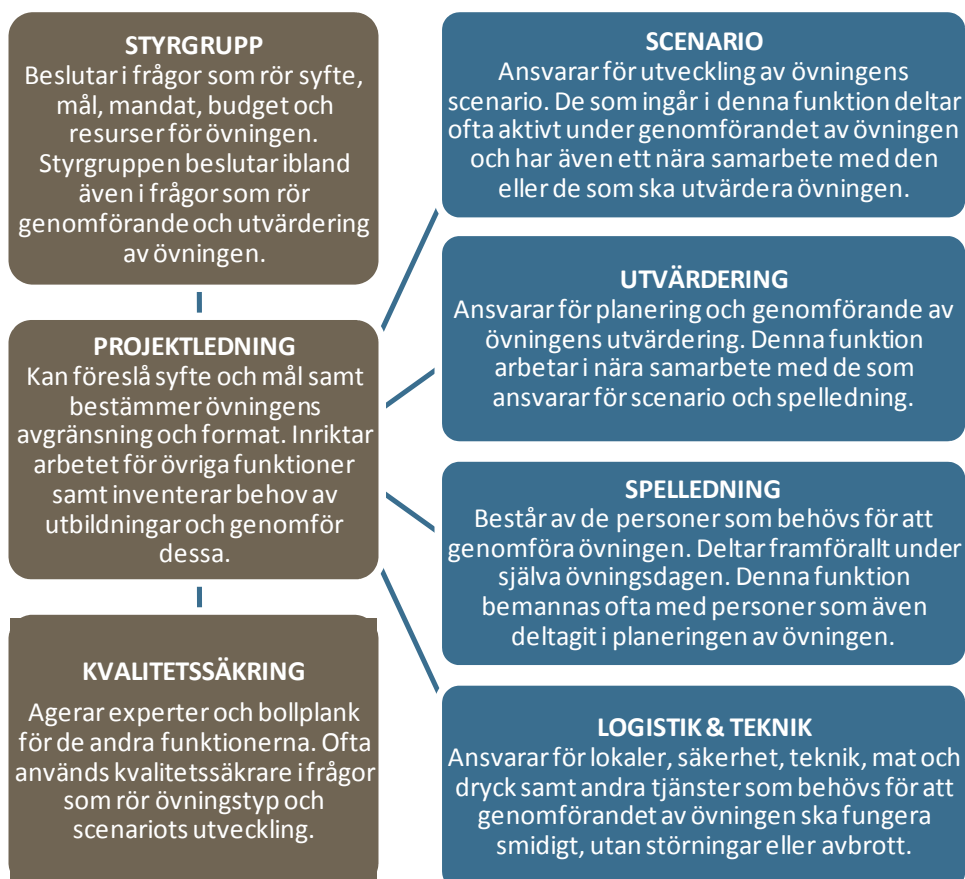 STYRGRUPP
Beslutar i frågor som rör syfte,
mål, mandat, budget och
resurser för övningen.
Styrgruppen beslutar ibland
även i frågor som rör
genomförande och utvärdering
av övningen.
PROJEKTLEDNING
Kan föreslå syfte och mål samt
bestämmer övningens
avgränsning och format. Inriktar
arbetet för övriga funktioner
samt inventerar behov av
utbildningar och genomför
dessa.
KVALITETSSÄKRING
Agerar experter och bollplank
för de andra funktionerna. Ofta
används kvalitetssäkrare i frågor
som rör övningstyp och
scenariots utveckling.
SCENARIO
Ansvarar för utveckling av övningens
scenario. De som ingår i denna funktion deltar
ofta aktivt under genomförandet av övningen
och har även ett nära samarbete med den
eller de som ska utvärdera övningen.
UTVÄRDERING
Ansvarar för planering och genomförande av
övningens utvärdering. Denna funktion
arbetar i nära samarbete med de som
ansvarar för scenario och spelledning.
SPELLEDNING
Består av de personer som behövs för att
genomföra övningen. Deltar framförallt under
själva övningsdagen. Denna funktion
bemannas ofta med personer som även
deltagit i planeringen av övningen.
LOGISTIK & TEKNIK
Ansvarar för lokaler, säkerhet, teknik, mat och
dryck samt andra tjänster som behövs för att
genomförandet av övningen ska fungera
smidigt, utan störningar eller avbrott.